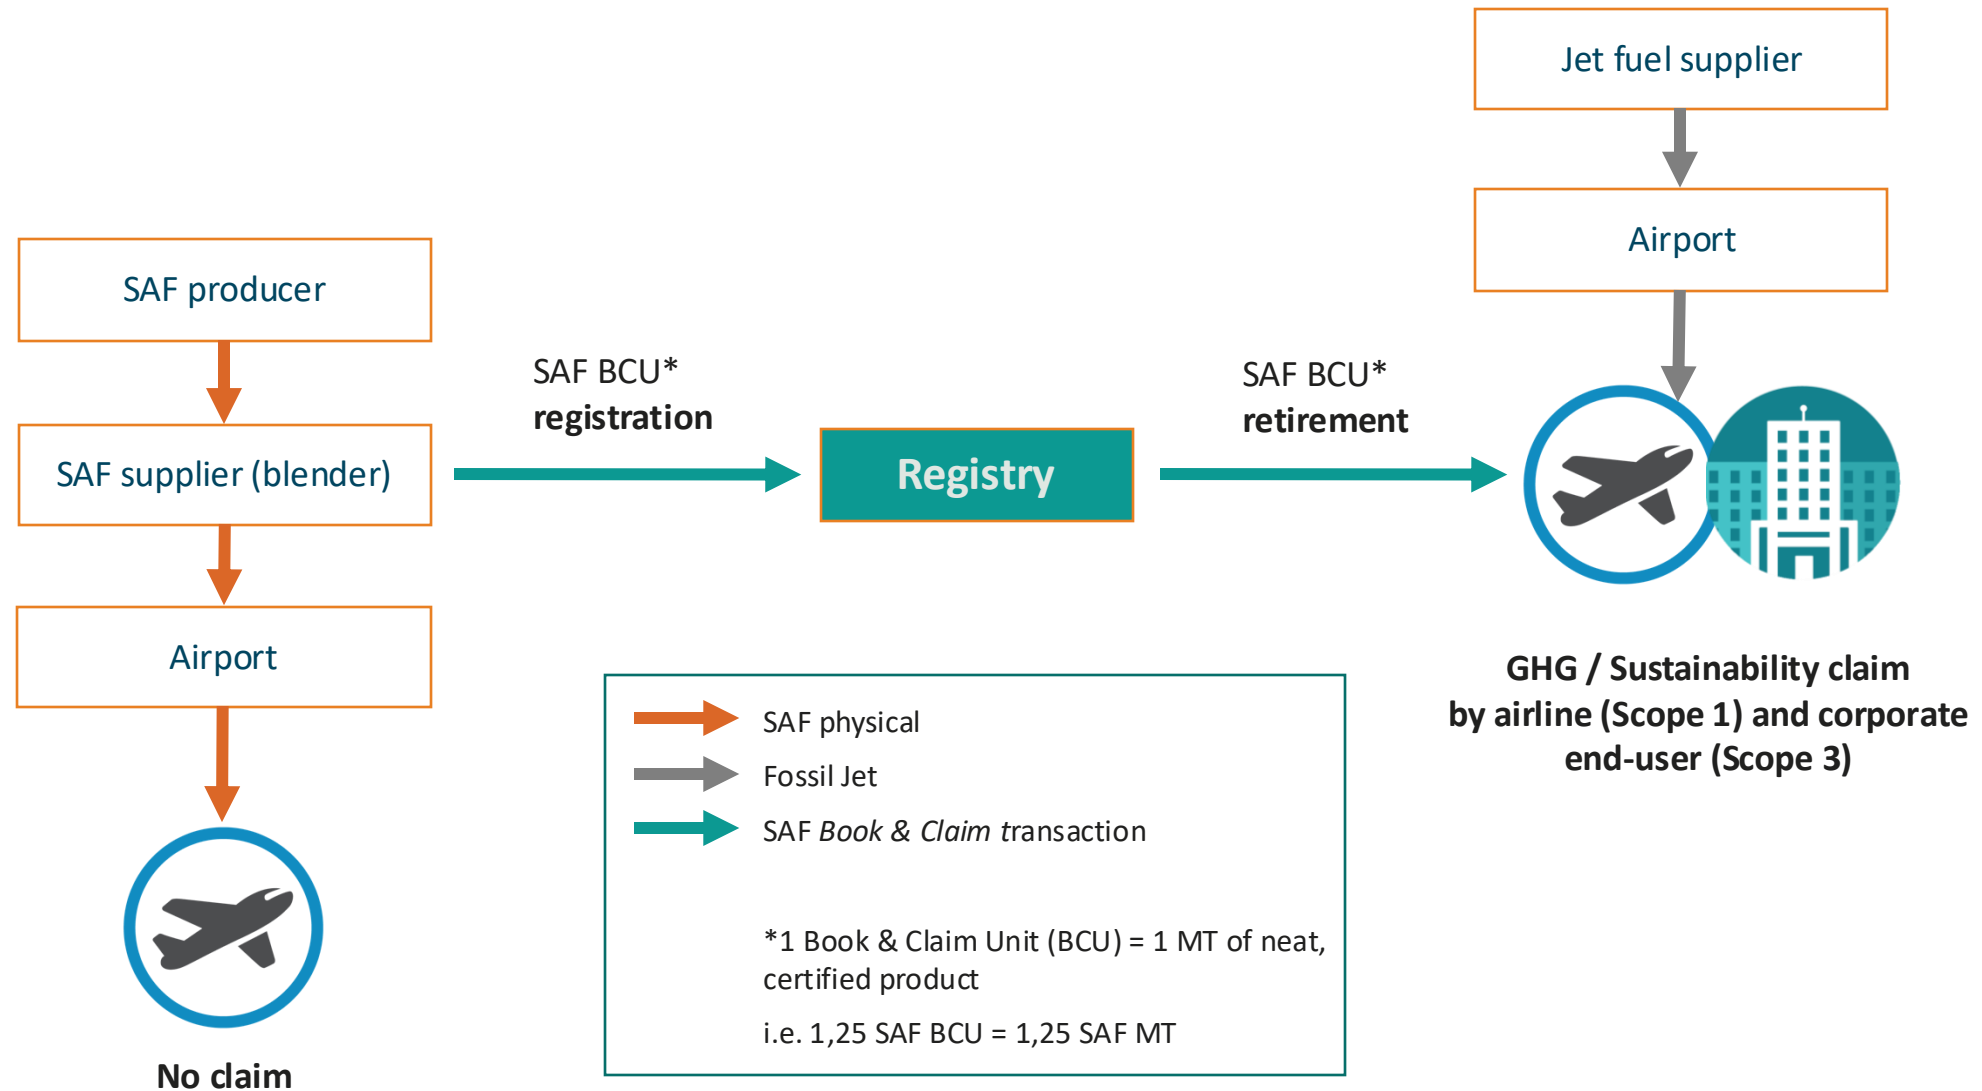 Jet fuel supplier
Airport
SAF producer
SAF supplier (blender)
Airport
No claim
SAF BCU*
registration
Registry
SAF BCU*
retirement
GHG / Sustainability claim
by airline (Scope 1) and corporate
end-user (Scope 3)
SAF physical
Fossil Jet
SAF Book & Claim transaction
*1 Book & Claim Unit (BCU) = 1 MT of neat,
certified product
i.e. 1,25 SAF BCU = 1,25 SAF MT